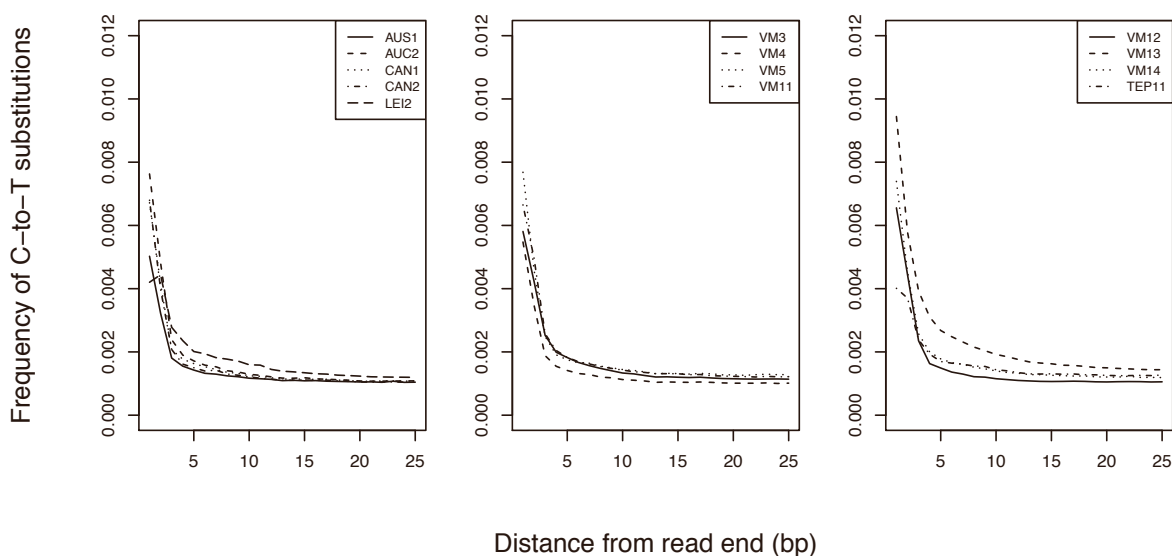 Frequency of C−to−T substitutions
0.012
0.010
0.008
0.006
0.004
0.002
0.000
AUS1
AUC2
CAN1
CAN2
LEI2
5 10 15 20 25
0.012
0.010
0.008
0.006
0.004
0.002
0.000
VM3
VM4
VM5
VM11
5 10 15 20 25
0.012
0.010
0.008
0.006
0.004
0.002
0.000
VM12
VM13
VM14
TEP11
5 10 15 20 25
Distance from read end (bp)